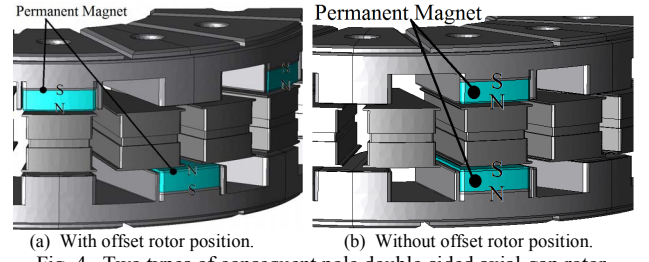 Permanent Magnet
Permanent Magnet
S
N
N
S
S
N
S
N
(a) With offset rotor position.
(b) Without offset rotor position.